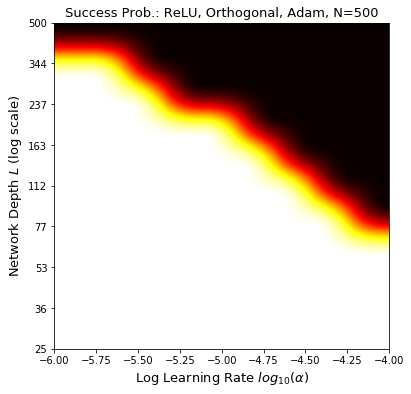 Success Prob.: ReLU, Orthogonal, Adam, N=500
500
344
237
163
112
77
53
36
25
Network Depth L (log scale)
−6.00 −5.75 −5.50 −5.25 −5.00 −4.75 −4.50 −4.25 −4.00
Log Learning Rate log₁₀(α)